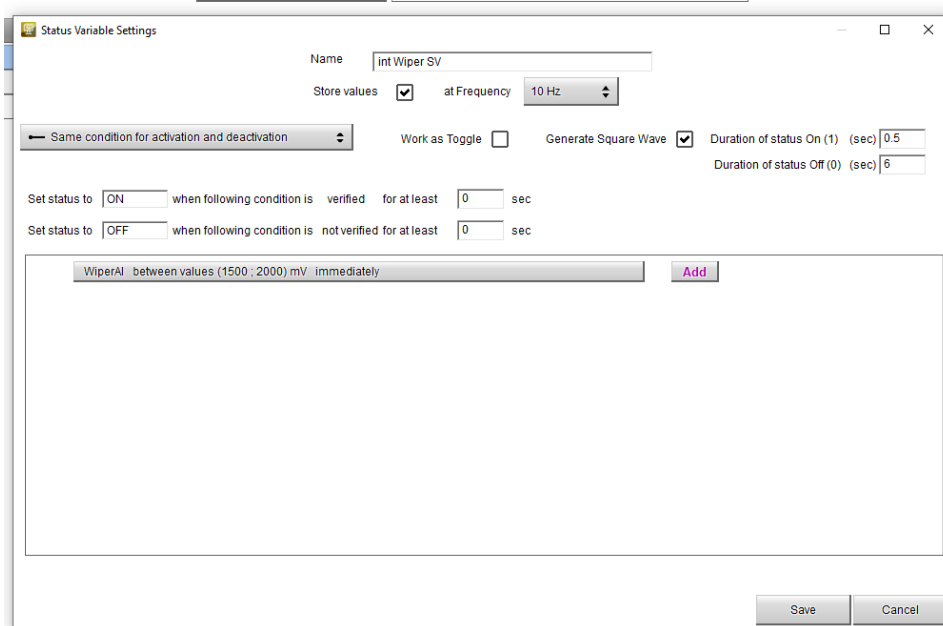 Status Variable Settings
Name int Wiper SV
Store values at Frequency 10 Hz
Same condition for activation and deactivation Work as Toggle Generate Square Wave Duration of status On (1) (sec) 0.5
Duration of status Off (0) (sec) 6
Set status to ON when following condition is verified for at least 0 sec
Set status to OFF when following condition is not verified for at least 0 sec
WiperAI between values (1500 ; 2000) mV immediately Add
Save Cancel